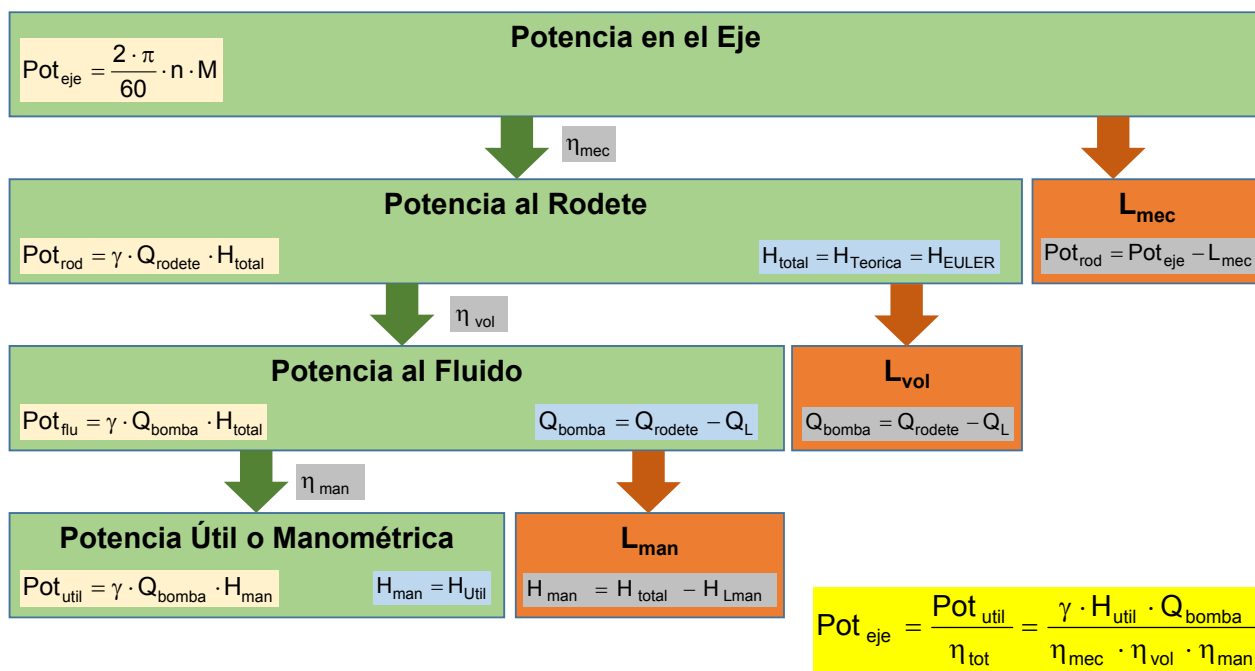 Potencia en el Eje
Pot_eje = 2 · π / 60 · n · M
η_mec
Potencia al Rodete
Pot_rod = γ · Q_rodete · H_total
H_total = H_Teorica = H_EULER
L_mec
Pot_rod = Pot_eje − L_mec
η_vol
Potencia al Fluido
Pot_flu = γ · Q_bomba · H_total
Q_bomba = Q_rodete − Q_L
L_vol
Q_bomba = Q_rodete − Q_L
η_man
Potencia Útil o Manométrica
Pot_util = γ · Q_bomba · H_man
H_man = H_Util
L_man
H_man = H_total − H_Lman
Pot_eje = Pot_util / η_tot = γ · H_util · Q_bomba / η_mec · η_vol · η_man